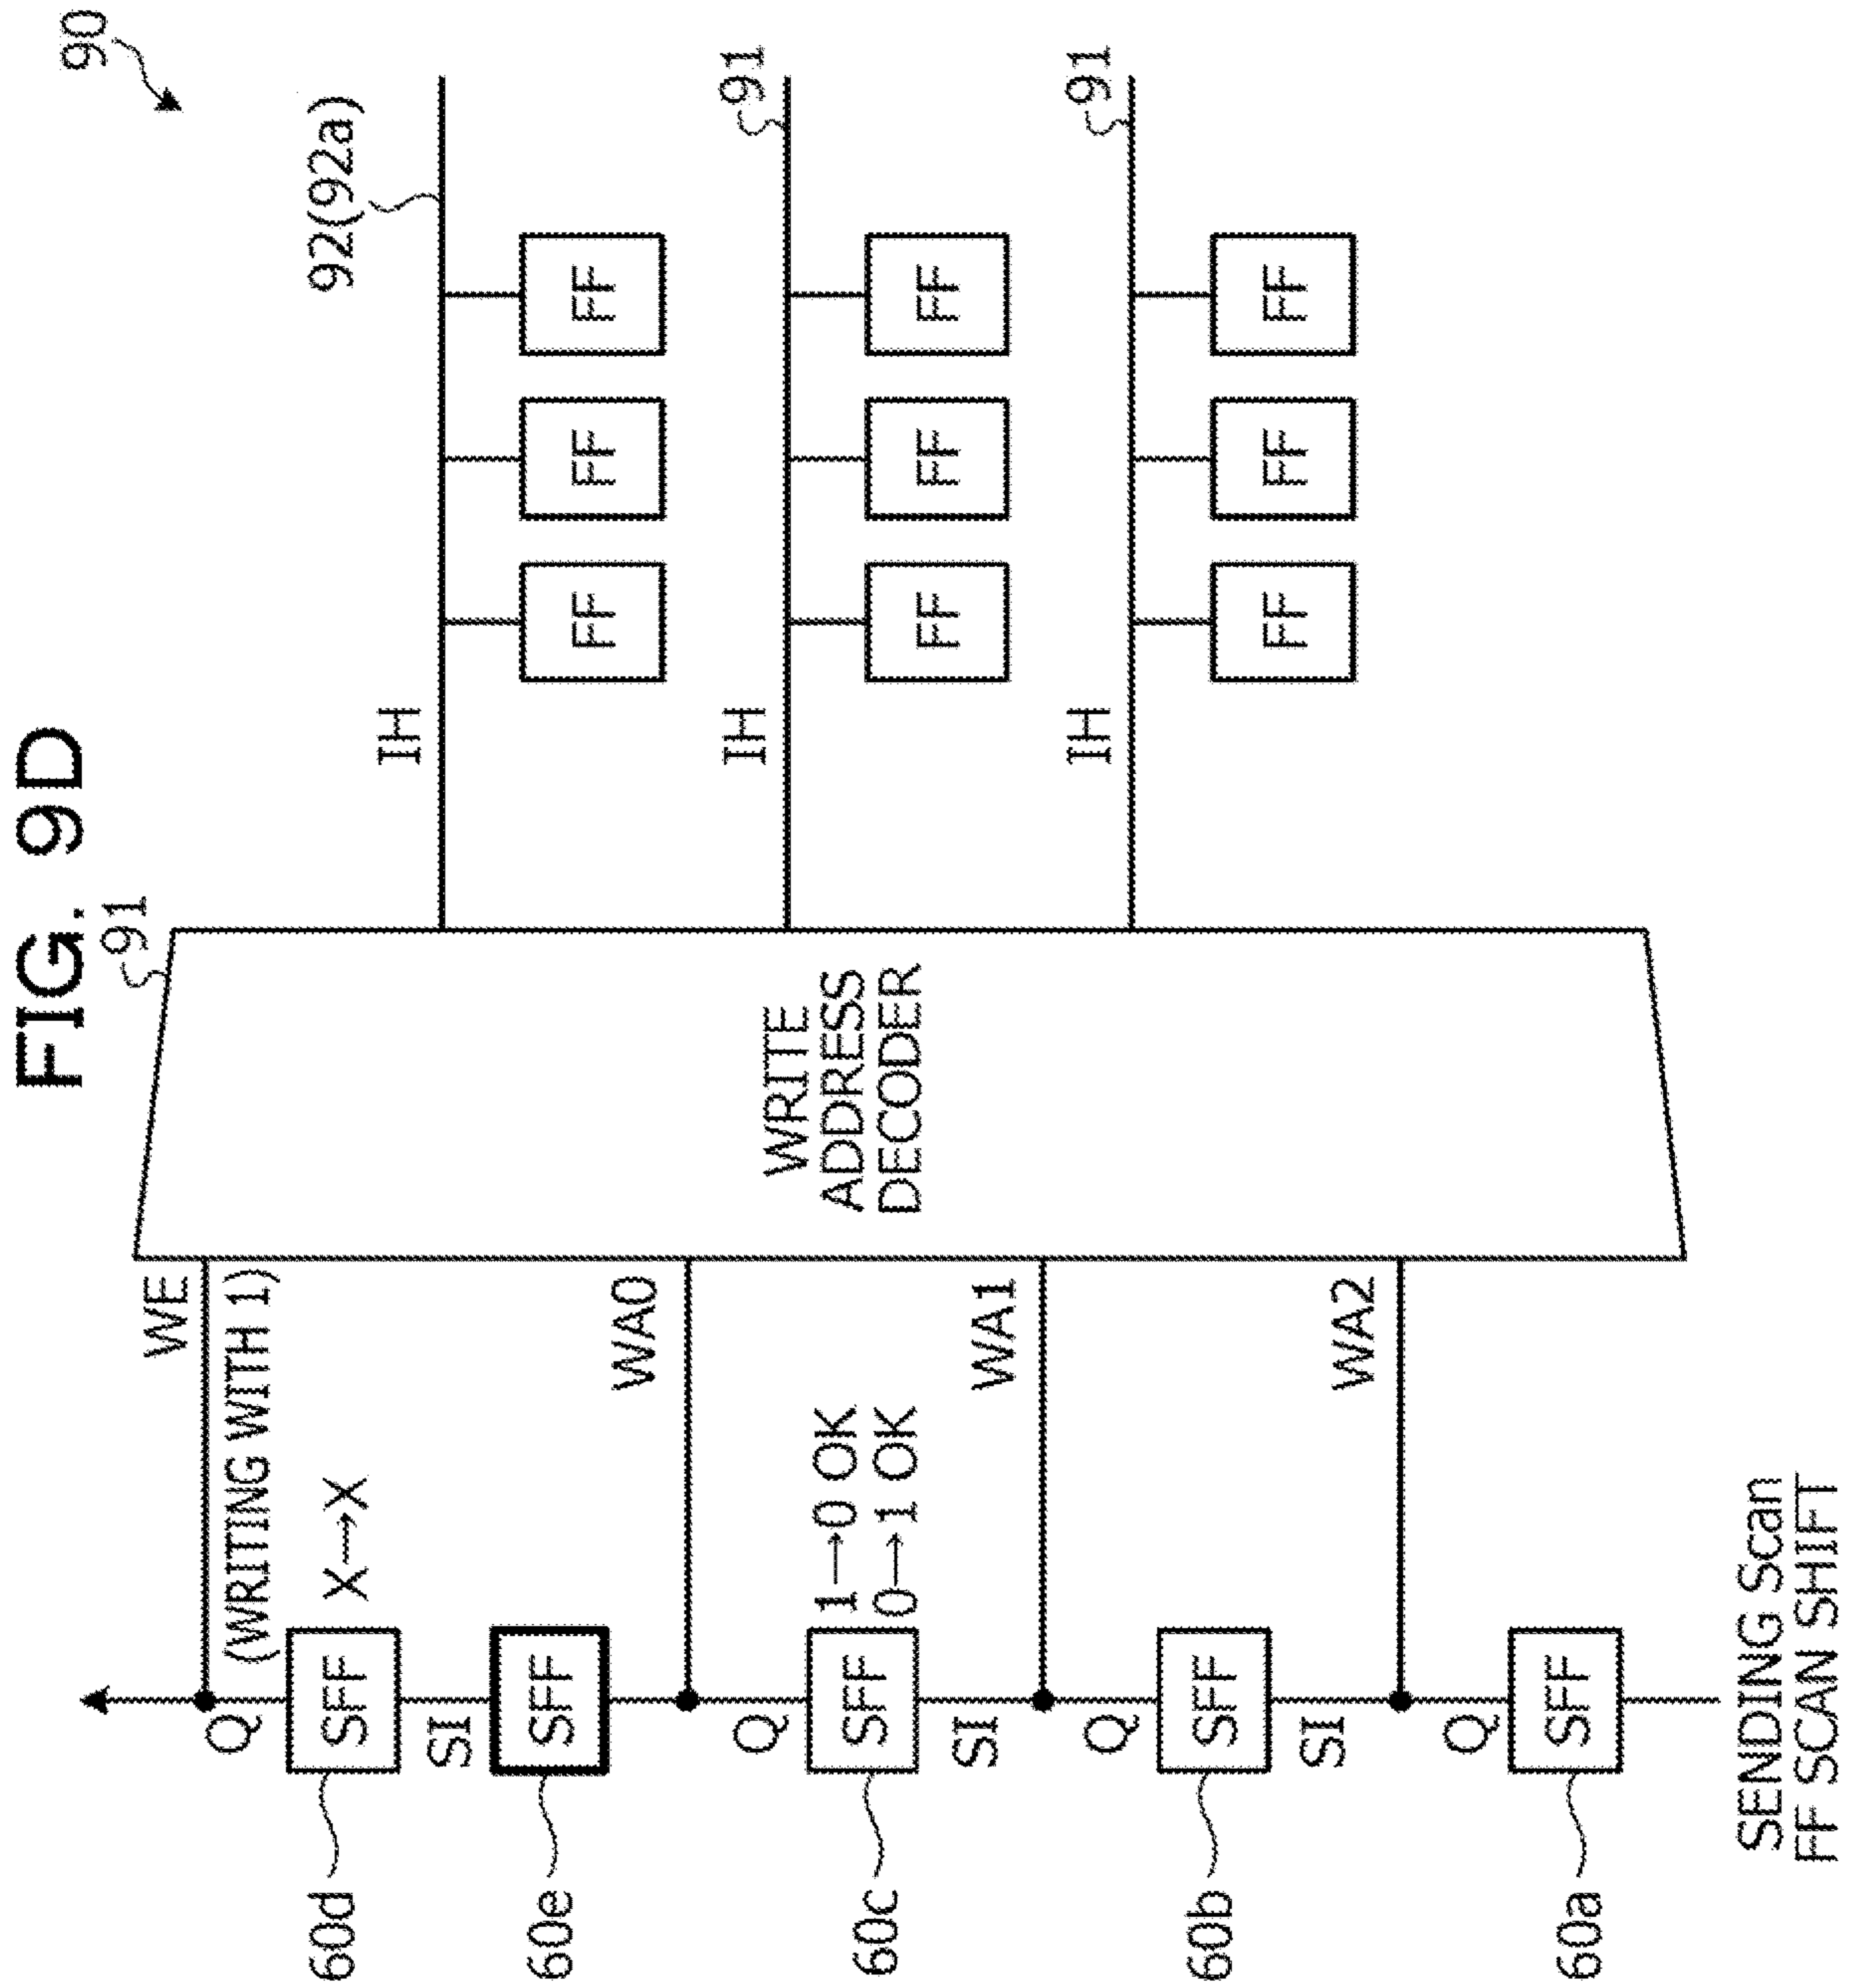 FIG. 9D
90
91
WRITE
ADDRESS
DECODER
WE
(WRITING WITH 1)
WA0
WA1
WA2
IH
IH
IH
92(92a)
91
91
FF
FF
FF
FF
FF
FF
FF
FF
FF
Q
SFF
X→X
60d
SI
SFF
60e
Q
SFF
1→0 OK
0→1 OK
60c
SI
Q
SFF
60b
SI
Q
SFF
60a
SENDING Scan
FF SCAN SHIFT